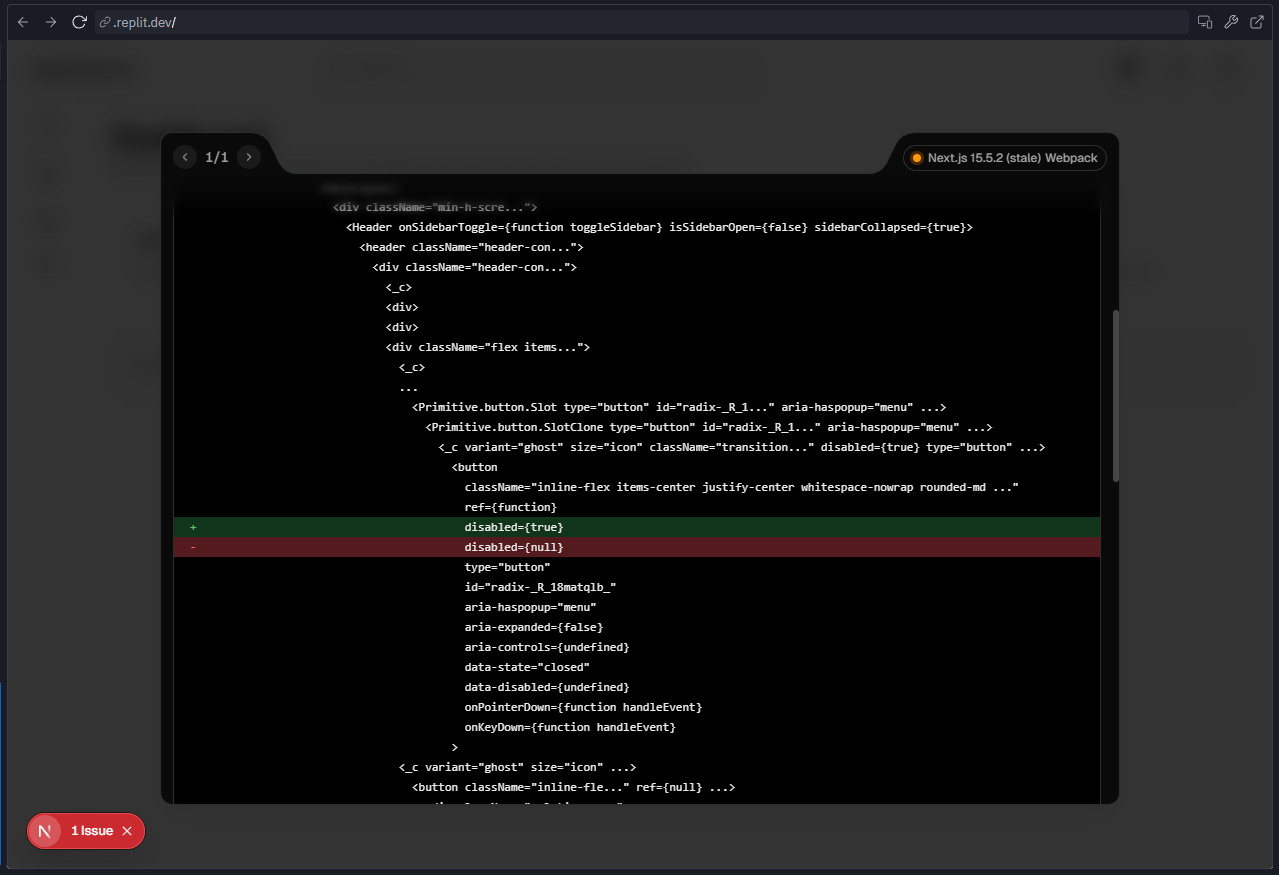 .replit.dev/
1/1
Next.js 15.5.2 (stale) Webpack
<div className="min-h-scre...">
<Header onSidebarToggle={function toggleSidebar} isSidebarOpen={false} sidebarCollapsed={true}>
<header className="header-con...">
<div className="header-con...">
<_c>
<div>
<div>
<div className="flex items...">
<_c>
...
<Primitive.button.Slot type="button" id="radix-_R_1..." aria-haspopup="menu" ...>
<Primitive.button.SlotClone type="button" id="radix-_R_1..." aria-haspopup="menu" ...>
<_c variant="ghost" size="icon" className="transition..." disabled={true} type="button" ...>
<button
className="inline-flex items-center justify-center whitespace-nowrap rounded-md ..."
ref={function}
+ disabled={true}
- disabled={null}
type="button"
id="radix-_R_18matqlb_"
aria-haspopup="menu"
aria-expanded={false}
aria-controls={undefined}
data-state="closed"
data-disabled={undefined}
onPointerDown={function handleEvent}
onKeyDown={function handleEvent}
>
<_c variant="ghost" size="icon" ...>
<button className="inline-fle..." ref={null} ...>
N 1 Issue